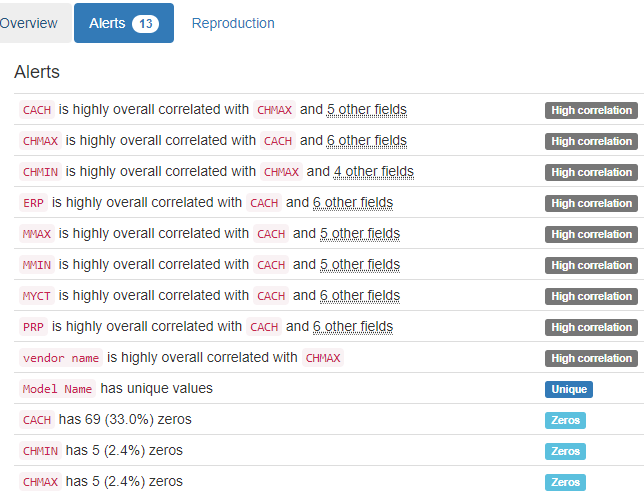 Overview Alerts 13 Reproduction
Alerts
CACH is highly overall correlated with CHMAX and 5 other fields High correlation
CHMAX is highly overall correlated with CACH and 6 other fields High correlation
CHMIN is highly overall correlated with CHMAX and 4 other fields High correlation
ERP is highly overall correlated with CACH and 6 other fields High correlation
MMAX is highly overall correlated with CACH and 5 other fields High correlation
MMIN is highly overall correlated with CACH and 5 other fields High correlation
MYCT is highly overall correlated with CACH and 6 other fields High correlation
PRP is highly overall correlated with CACH and 6 other fields High correlation
vendor name is highly overall correlated with CHMAX High correlation
Model Name has unique values Unique
CACH has 69 (33.0%) zeros Zeros
CHMIN has 5 (2.4%) zeros Zeros
CHMAX has 5 (2.4%) zeros Zeros